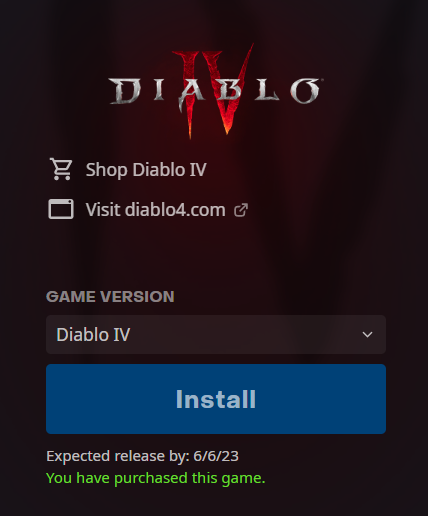 DIABLO IV
Shop Diablo IV
Visit diablo4.com
GAME VERSION
Diablo IV
Install
Expected release by: 6/6/23
You have purchased this game.